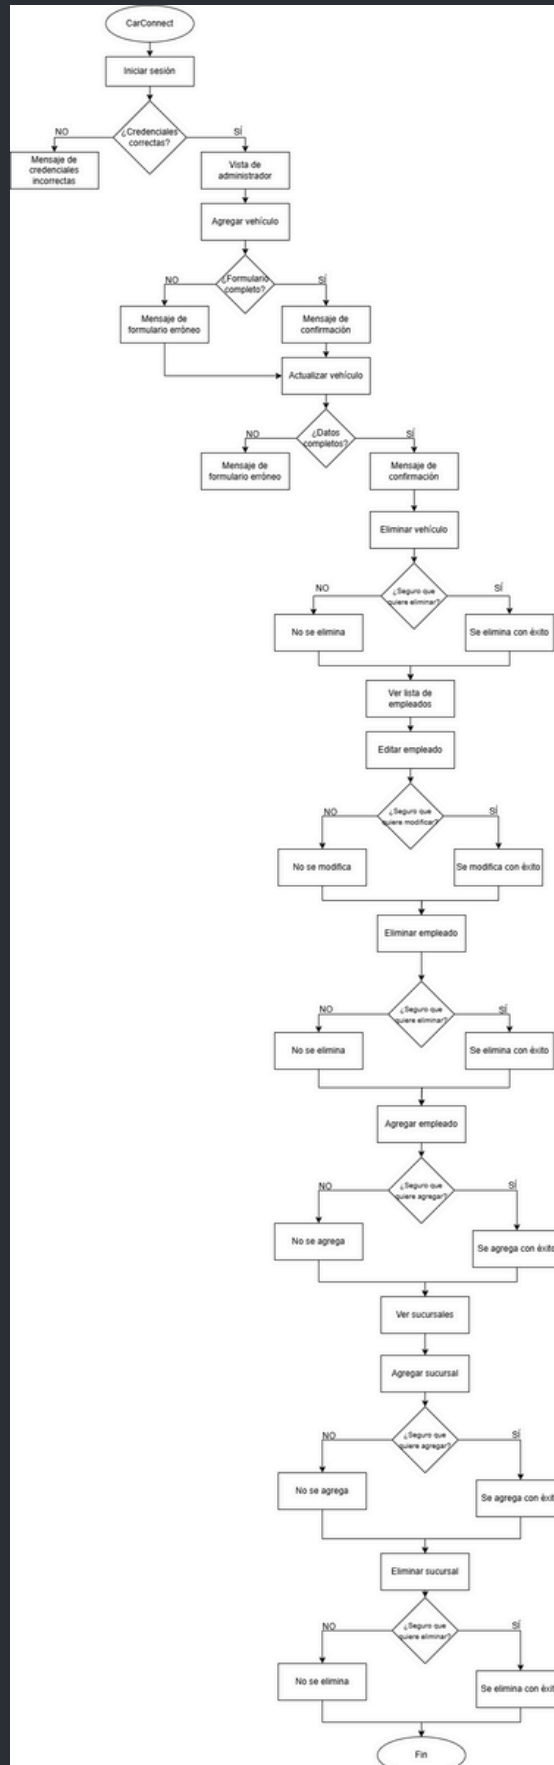 CarConnect
Iniciar sesión
¿Credenciales
correctas?
NO
SÍ
Mensaje de
credenciales
incorrectas
Vista de
administrador
Agregar vehículo
¿Formulario
completo?
NO
SÍ
Mensaje de
formulario erróneo
Mensaje de
confirmación
Actualizar vehículo
¿Datos
completos?
NO
SÍ
Mensaje de
formulario erróneo
Mensaje de
confirmación
Eliminar vehículo
¿Seguro que
quiere eliminar?
NO
SÍ
No se elimina
Se elimina con éxito
Ver lista de
empleados
Editar empleado
¿Seguro que
quiere modificar?
NO
SÍ
No se modifica
Se modifica con éxito
Eliminar empleado
¿Seguro que
quiere eliminar?
NO
SÍ
No se elimina
Se elimina con éxito
Agregar empleado
¿Seguro que
quiere agregar?
NO
SÍ
No se agrega
Se agrega con éxito
Ver sucursales
Agregar sucursal
¿Seguro que
quiere agregar?
NO
SÍ
No se agrega
Se agrega con éxit
Eliminar sucursal
¿Seguro que
quiere eliminar?
NO
SÍ
No se elimina
Se elimina con éxit
Fin